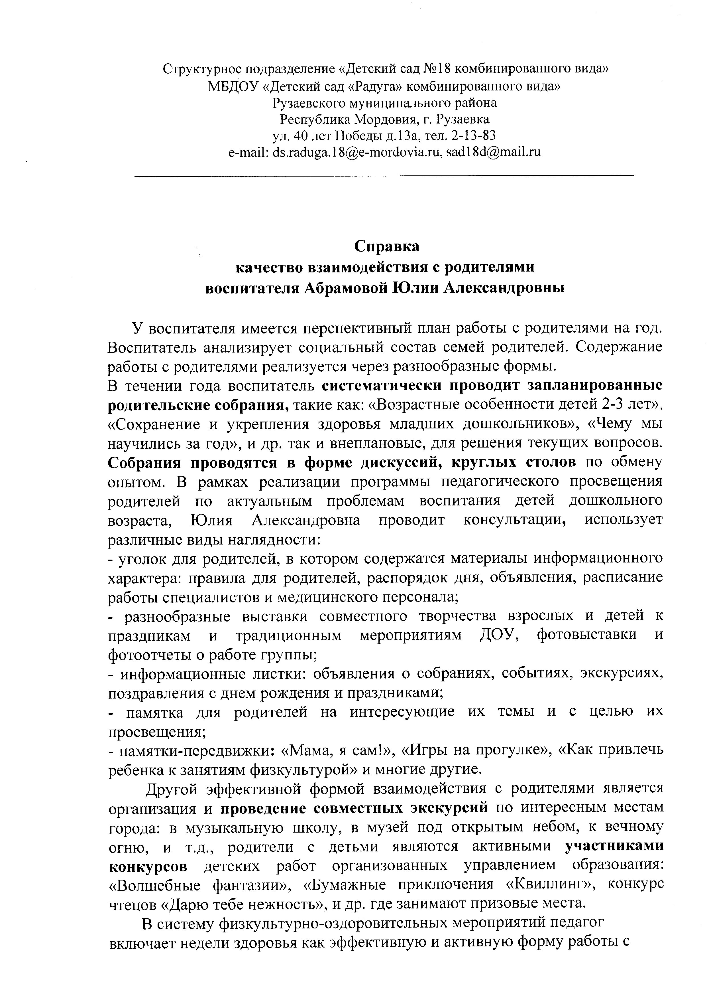 Структурное подразделение «Детский сад №18 комбинированного вида»
МБДОУ «Детский сад «Радуга» комбинированного вида»
Рузаевского муниципального района
Республика Мордовия, г. Рузаевка
ул. 40 лет Победы д.13а, тел. 2-13-83
e-mail: ds.raduga.18@e-mordovia.ru, sad18d@mail.ru
Справка
качество взаимодействия с родителями
воспитателя Абрамовой Юлии Александровны
У воспитателя имеется перспективный план работы с родителями на год.
Воспитатель анализирует социальный состав семей родителей. Содержание
работы с родителями реализуется через разнообразные формы.
В течении года воспитатель систематически проводит запланированные
родительские собрания, такие как: «Возрастные особенности детей 2-3 лет»,
«Сохранение и укрепления здоровья младших дошкольников», «Чему мы
научились за год», и др. так и внеплановые, для решения текущих вопросов.
Собрания проводятся в форме дискуссий, круглых столов по обмену
опытом. В рамках реализации программы педагогического просвещения
родителей по актуальным проблемам воспитания детей дошкольного
возраста, Юлия Александровна проводит консультации, использует
различные виды наглядности:
- уголок для родителей, в котором содержатся материалы информационного
характера: правила для родителей, распорядок дня, объявления, расписание
работы специалистов и медицинского персонала;
- разнообразные выставки совместного творчества взрослых и детей к
праздникам и традиционным мероприятиям ДОУ, фотовыставки и
фотоотчеты о работе группы;
- информационные листки: объявления о собраниях, событиях, экскурсиях,
поздравления с днем рождения и праздниками;
- памятка для родителей на интересующие их темы и с целью их
просвещения;
- памятки-передвижки: «Мама, я сам!», «Игры на прогулке», «Как привлечь
ребенка к занятиям физкультурой» и многие другие.
Другой эффективной формой взаимодействия с родителями является
организация и проведение совместных экскурсий по интересным местам
города: в музыкальную школу, в музей под открытым небом, к вечному
огню, и т.д., родители с детьми являются активными участниками
конкурсов детских работ организованных управлением образования:
«Волшебные фантазии», «Бумажные приключения «Квиллинг», конкурс
чтецов «Дарю тебе нежность», и др. где занимают призовые места.
В систему физкультурно-оздоровительных мероприятий педагог
включает недели здоровья как эффективную и активную форму работы с